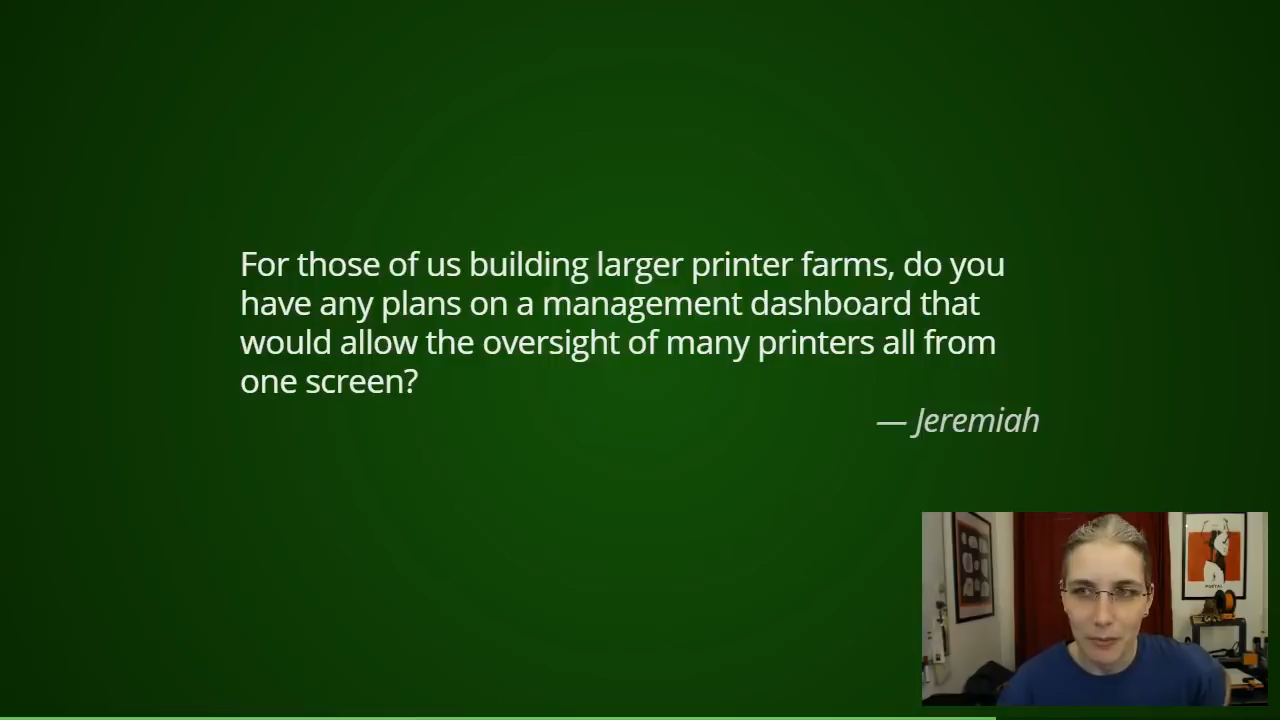 For those of us building larger printer farms, do you
have any plans on a management dashboard that
would allow the oversight of many printers all from
one screen?
— Jeremiah
PORTAL